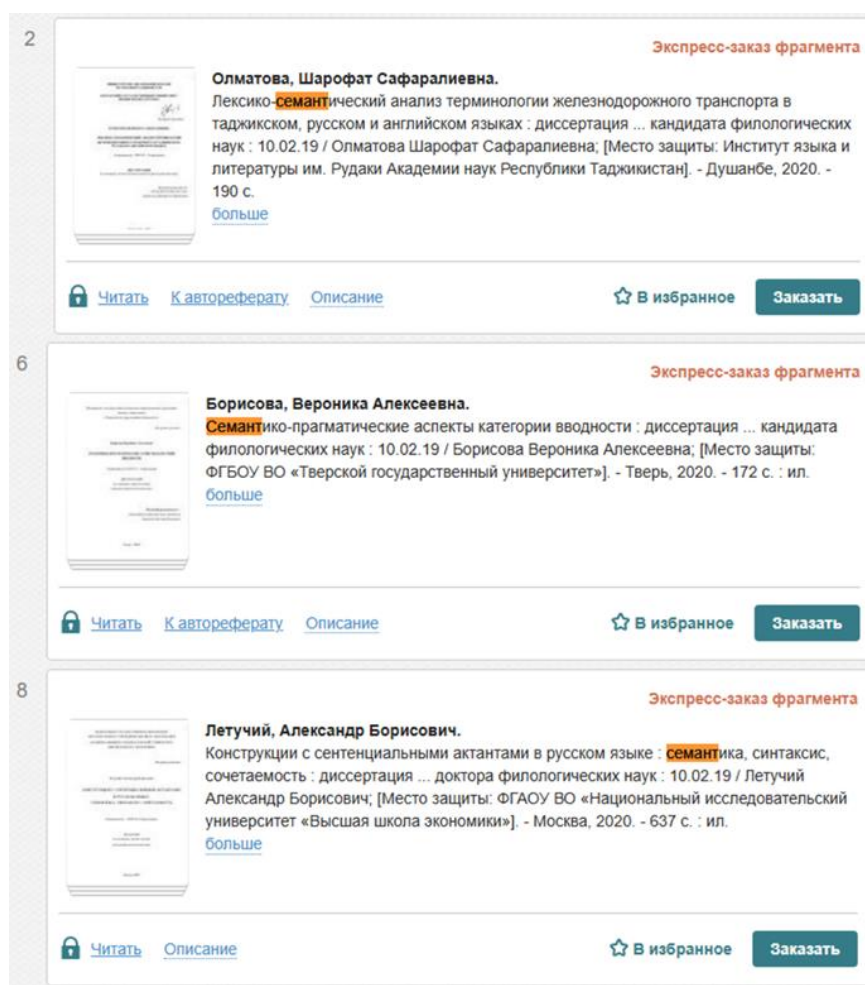 2
Экспресс-заказ фрагмента
Олматова, Шарофат Сафаралиевна.
Лексико-семантический анализ терминологии железнодорожного транспорта в
таджикском, русском и английском языках : диссертация ... кандидата филологических
наук : 10.02.19 / Олматова Шарофат Сафаралиевна; [Место защиты: Институт языка и
литературы им. Рудаки Академии наук Республики Таджикистан]. - Душанбе, 2020. -
190 с.
больше
Читать К автореферату Описание В избранное Заказать
6
Экспресс-заказ фрагмента
Борисова, Вероника Алексеевна.
Семантико-прагматические аспекты категории вводности : диссертация ... кандидата
филологических наук : 10.02.19 / Борисова Вероника Алексеевна; [Место защиты:
ФГБОУ ВО «Тверской государственный университет»]. - Тверь, 2020. - 172 с. : ил.
больше
Читать К автореферату Описание В избранное Заказать
8
Экспресс-заказ фрагмента
Летучий, Александр Борисович.
Конструкции с сентенциальными актантами в русском языке : семантика, синтаксис,
сочетаемость : диссертация ... доктора филологических наук : 10.02.19 / Летучий
Александр Борисович; [Место защиты: ФГАОУ ВО «Национальный исследовательский
университет «Высшая школа экономики»]. - Москва, 2020. - 637 с. : ил.
больше
Читать Описание В избранное Заказать